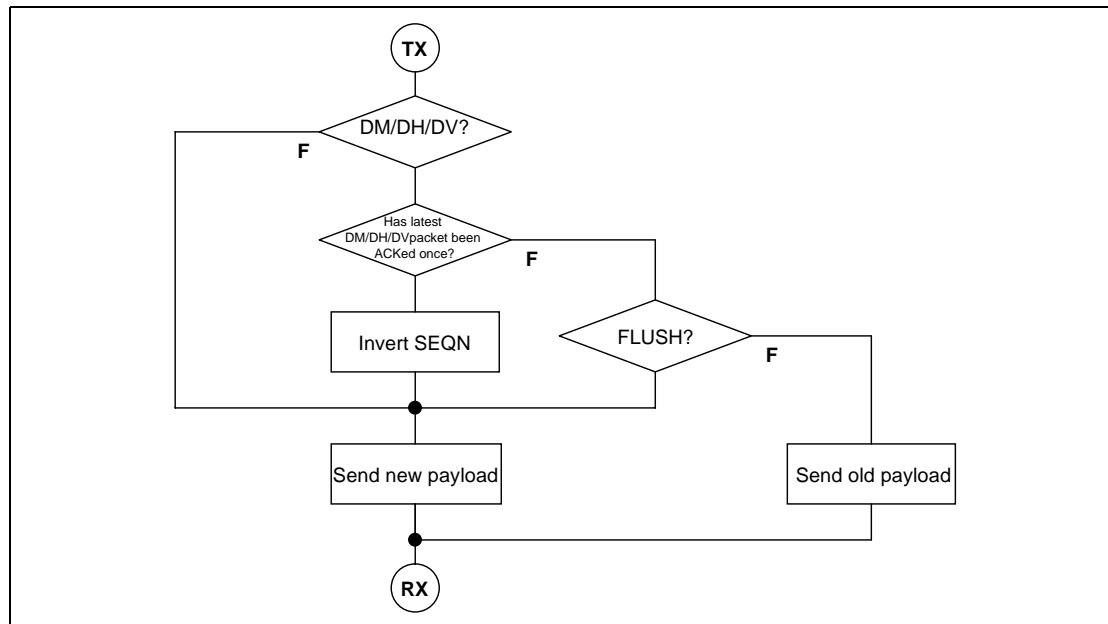 TX
DM/DH/DV?
F
Has latest
DM/DH/DVpacket been
ACKed once?
F
Invert SEQN
FLUSH?
F
Send new payload
Send old payload
RX